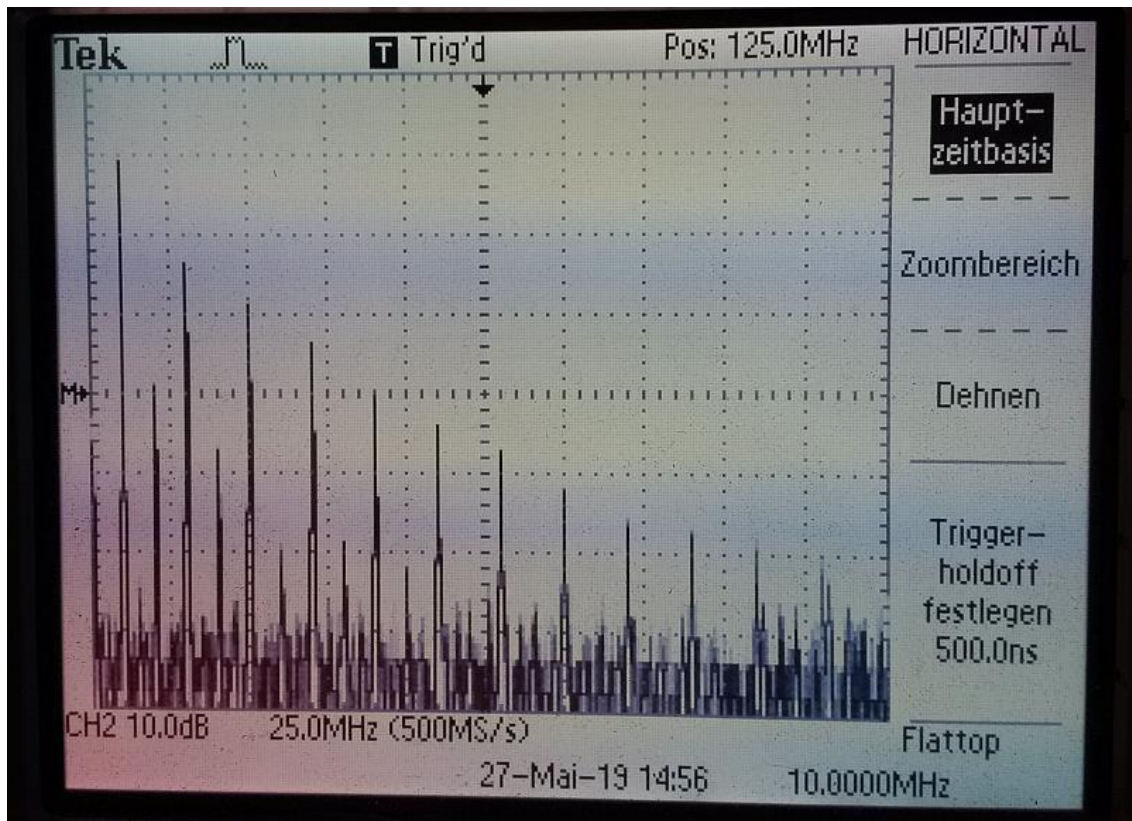 Tek
T Trig'd
Pos: 125.0MHz
HORIZONTAL
Haupt-
zeitbasis
Zoombereich
Dehnen
M
Trigger-
holdoff
festlegen
500.0ns
CH2 10.0dB
25.0MHz (500MS/s)
Flattop
27-Mai-19 14:56
10.0000MHz